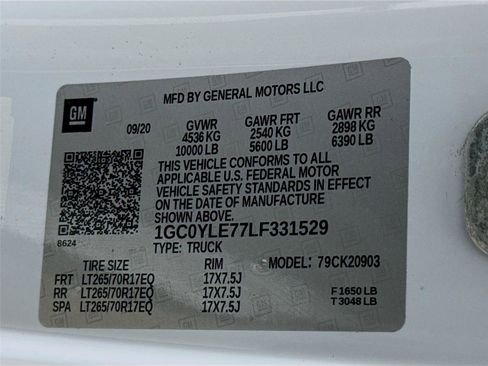 MFD BY GENERAL MOTORS LLC
GM
09/20 GVWR GAWR FRT GAWR RR
4536 KG 2540 KG 2898 KG
10000 LB 5600 LB 6390 LB
THIS VEHICLE CONFORMS TO ALL
APPLICABLE U.S. FEDERAL MOTOR
VEHICLE SAFETY STANDARDS IN EFFECT
ON THE DATE OF MANUFACTURE
SHOWN ABOVE.
8624
1GC0YLE77LF331529
TYPE: TRUCK
TIRE SIZE RIM MODEL: 79CK20903
FRT LT265/70R17EQ 17X7.5J
RR LT265/70R17EQ 17X7.5J F 1650 LB
SPA LT265/70R17EQ 17X7.5J T 3048 LB